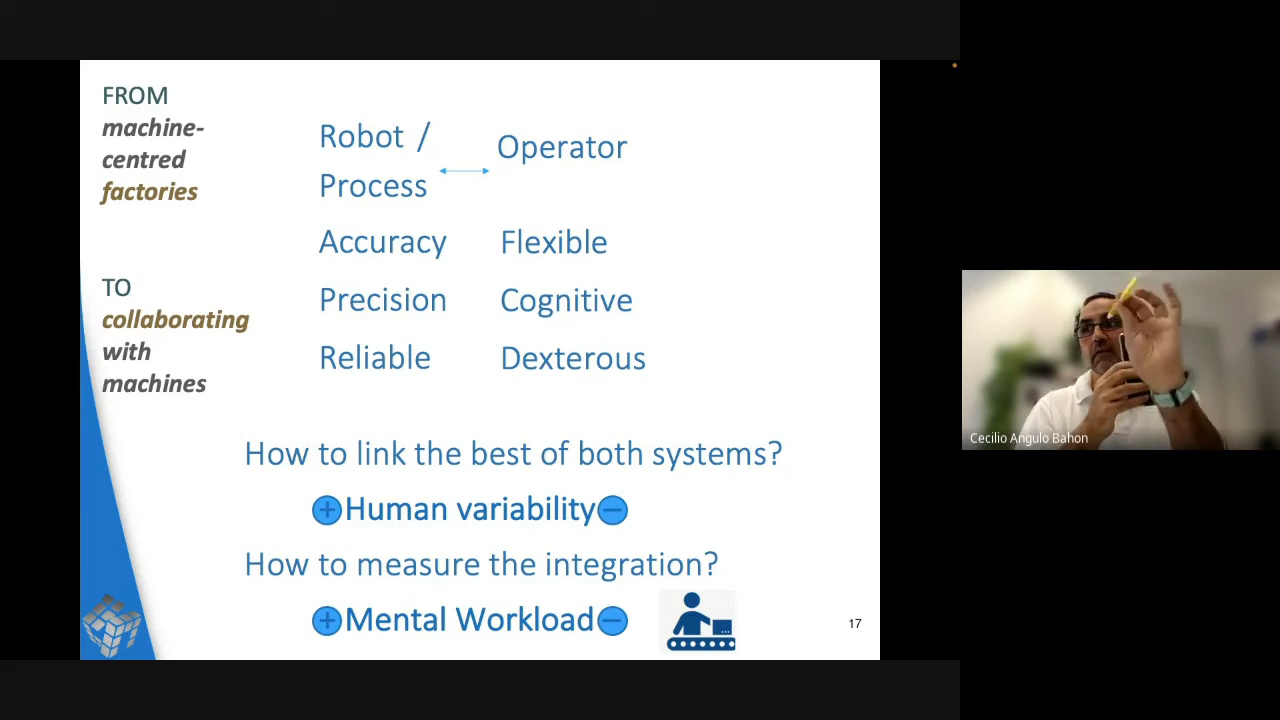 FROM
machine-
centred
factories
TO
collaborating
with
machines
Robot /
Process
Operator
Accuracy
Flexible
Precision
Cognitive
Reliable
Dexterous
How to link the best of both systems?
Human variability
How to measure the integration?
Mental Workload
17
Cecilio Angulo Bahon